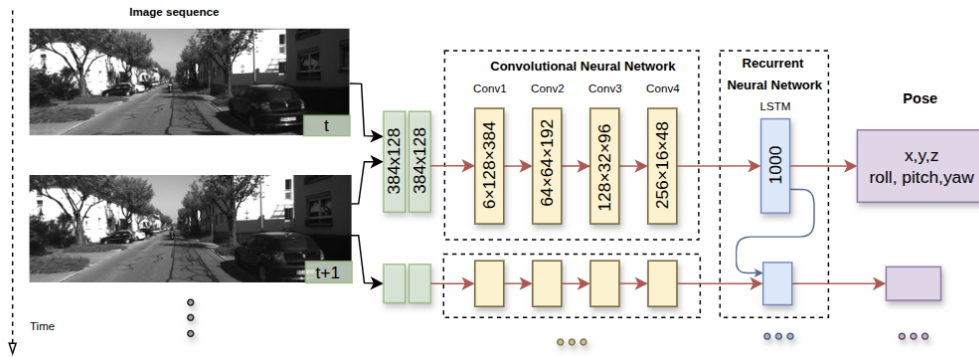 Image sequence
t
t+1
Time
384x128
384x128
Convolutional Neural Network
Conv1
Conv2
Conv3
Conv4
6×128×384
64×64×192
128×32×96
256×16×48
Recurrent
Neural Network
LSTM
1000
Pose
x,y,z
roll, pitch,yaw